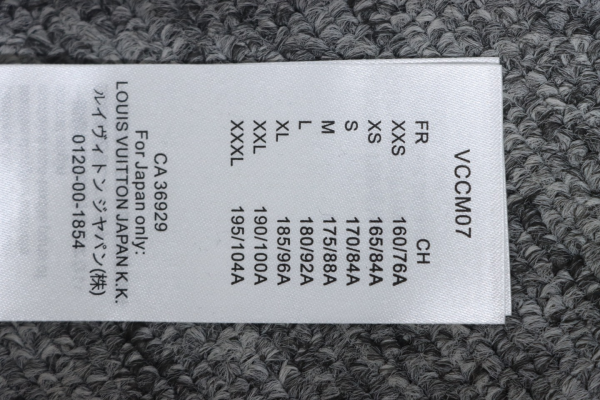 VCCM07
FR CH
XXS 160/76A
XS 165/84A
S 170/84A
M 175/88A
L 180/92A
XL 185/96A
XXL 190/100A
XXXL 195/104A
CA 36929
For Japan only:
LOUIS VUITTON JAPAN K.K.
ルイ ヴィトン ジャパン(株)
0120-00-1854